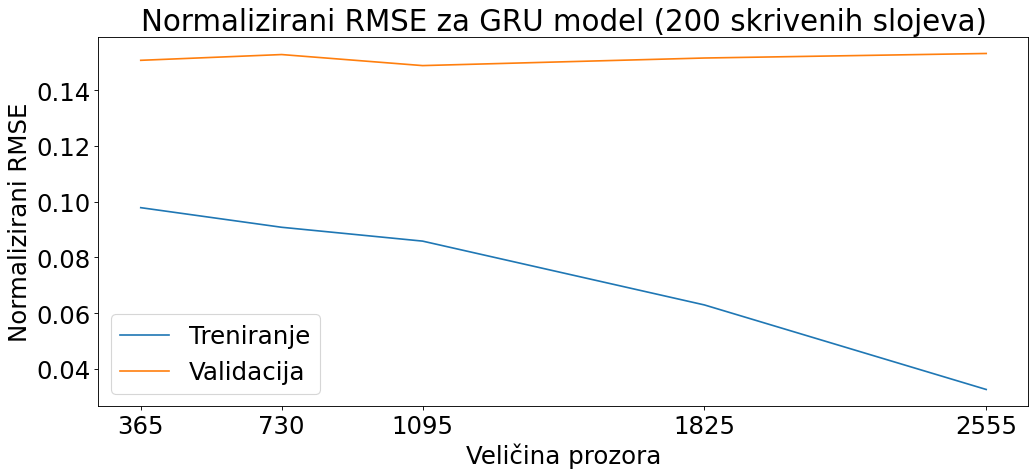 Normalizirani RMSE za GRU model (200 skrivenih slojeva)
Normalizirani RMSE
0.14
0.12
0.10
0.08
0.06
0.04
Treniranje
Validacija
365 730 1095 1825 2555
Veličina prozora